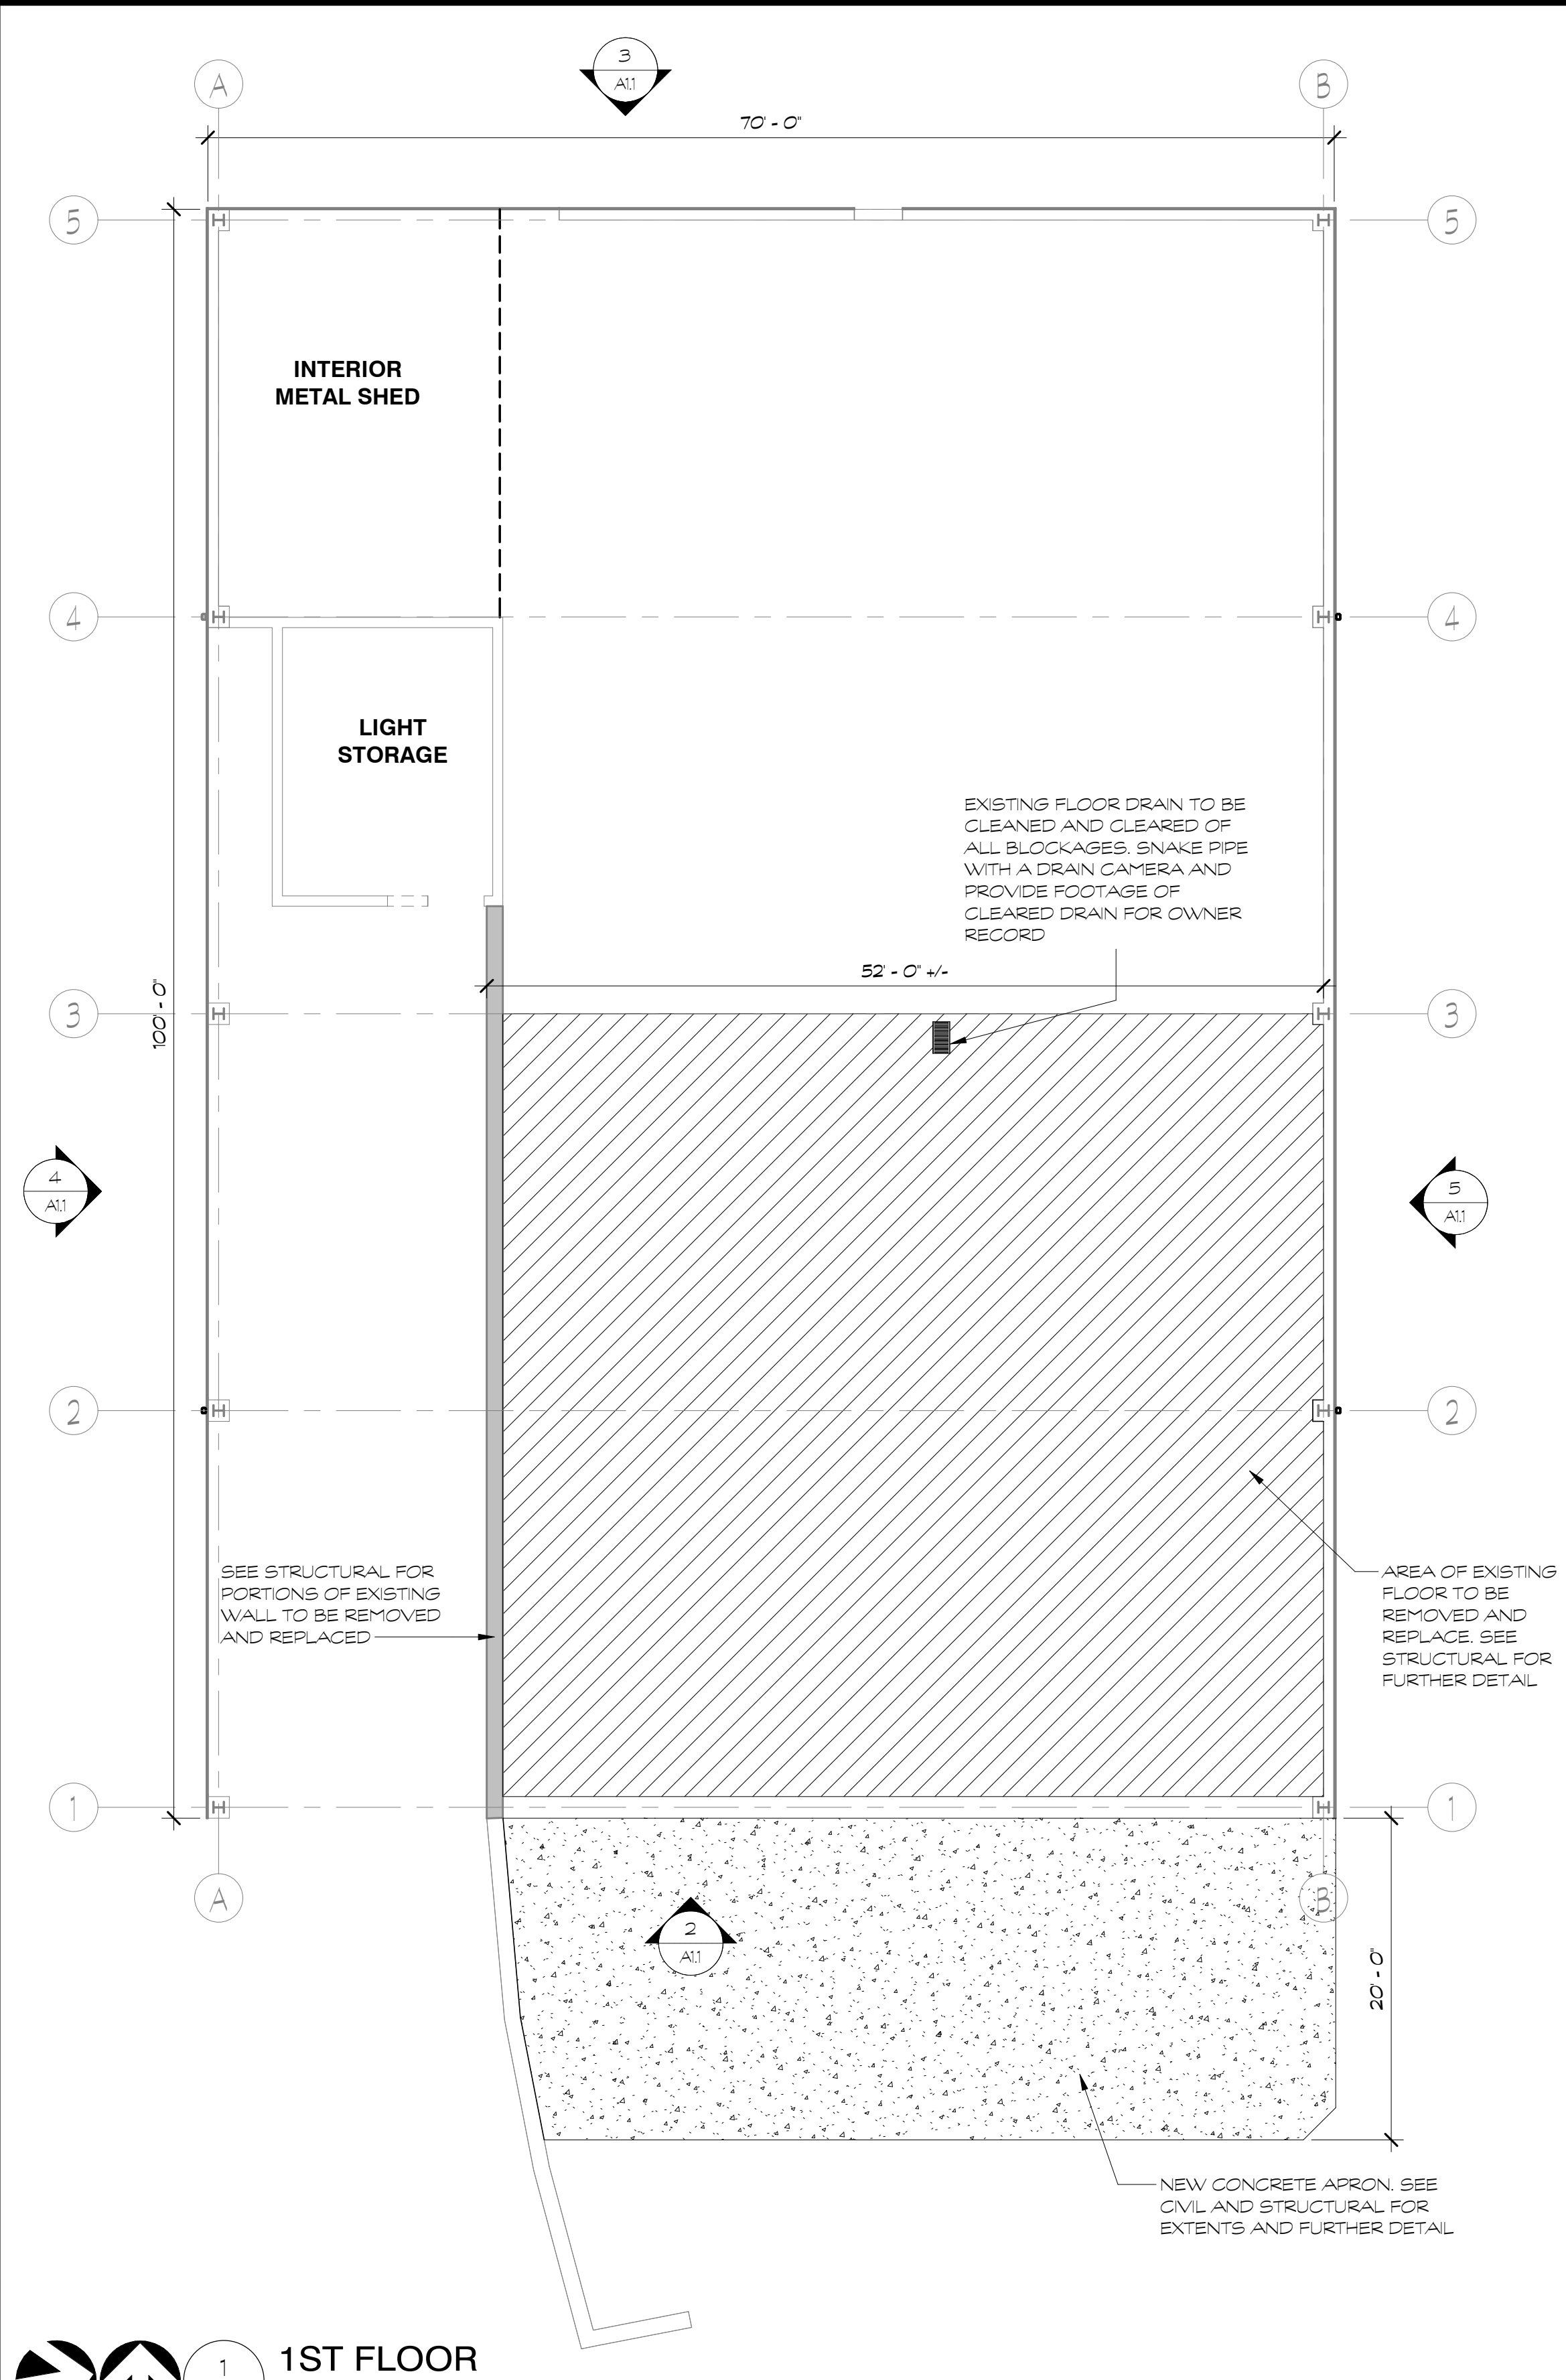 3
A1.1
A
B
70' - 0"
5
5
INTERIOR
METAL SHED
4
4
LIGHT
STORAGE
EXISTING FLOOR DRAIN TO BE
CLEANED AND CLEARED OF
ALL BLOCKAGES. SNAKE PIPE
WITH A DRAIN CAMERA AND
PROVIDE FOOTAGE OF
CLEARED DRAIN FOR OWNER
RECORD
52' - 0" +/-
100' - 0"
3
3
4
A1.1
5
A1.1
2
2
SEE STRUCTURAL FOR
PORTIONS OF EXISTING
WALL TO BE REMOVED
AND REPLACED
AREA OF EXISTING
FLOOR TO BE
REMOVED AND
REPLACE. SEE
STRUCTURAL FOR
FURTHER DETAIL
1
1
A
B
2
A1.1
20' - 0"
NEW CONCRETE APRON. SEE
CIVIL AND STRUCTURAL FOR
EXTENTS AND FURTHER DETAIL
1
1ST FLOOR